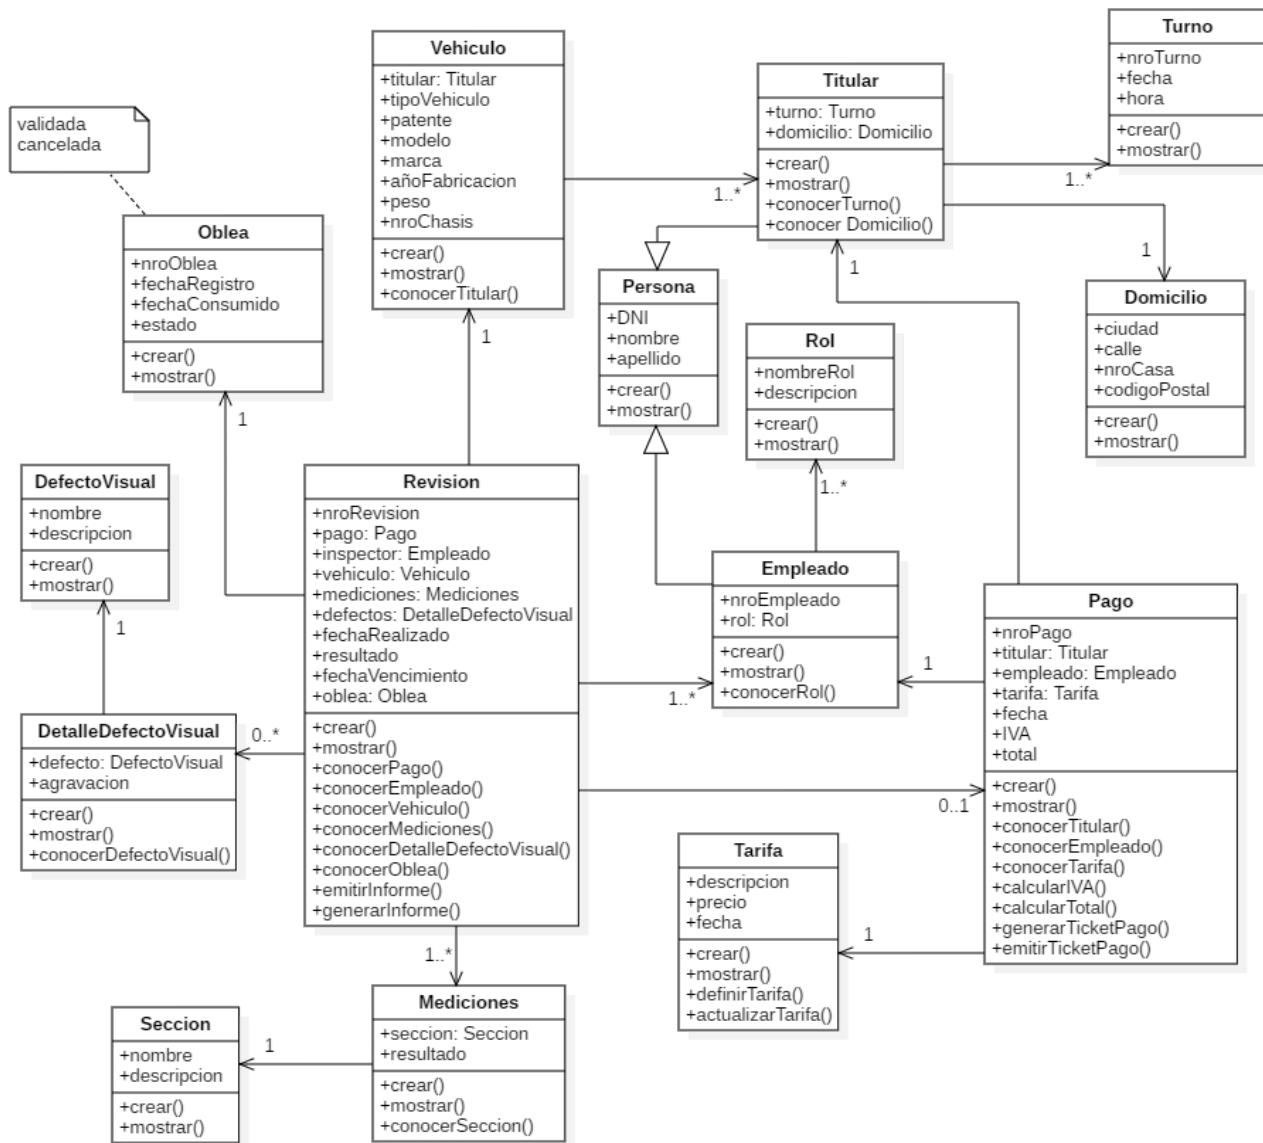 validada
cancelada
Vehiculo
+titular: Titular
+tipoVehiculo
+patente
+modelo
+marca
+añoFabricacion
+peso
+nroChasis
+crear()
+mostrar()
+conocerTitular()
1..*
Titular
+turno: Turno
+domicilio: Domicilio
+crear()
+mostrar()
+conocerTurno()
+conocer Domicilio()
1..*
Turno
+nroTurno
+fecha
+hora
+crear()
+mostrar()
Oblea
+nroOblea
+fechaRegistro
+fechaConsumido
+estado
+crear()
+mostrar()
1
1
Persona
+DNI
+nombre
+apellido
+crear()
+mostrar()
1
1
Domicilio
+ciudad
+calle
+nroCasa
+codigoPostal
+crear()
+mostrar()
Rol
+nombreRol
+descripcion
+crear()
+mostrar()
1..*
DefectoVisual
+nombre
+descripcion
+crear()
+mostrar()
1
Revision
+nroRevision
+pago: Pago
+inspector: Empleado
+vehiculo: Vehiculo
+mediciones: Mediciones
+defectos: DetalleDefectoVisual
+fechaRealizado
+resultado
+fechaVencimiento
+oblea: Oblea
+crear()
+mostrar()
+conocerPago()
+conocerEmpleado()
+conocerVehiculo()
+conocerMediciones()
+conocerDetalleDefectoVisual()
+conocerOblea()
+emitirInforme()
+generarInforme()
1..*
Empleado
+nroEmpleado
+rol: Rol
+crear()
+mostrar()
+conocerRol()
1
Pago
+nroPago
+titular: Titular
+empleado: Empleado
+tarifa: Tarifa
+fecha
+IVA
+total
+crear()
+mostrar()
+conocerTitular()
+conocerEmpleado()
+conocerTarifa()
+calcularIVA()
+calcularTotal()
+generarTicketPago()
+emitirTicketPago()
0..1
DetalleDefectoVisual
+defecto: DefectoVisual
+agravacion
+crear()
+mostrar()
+conocerDefectoVisual()
0..*
Tarifa
+descripcion
+precio
+fecha
+crear()
+mostrar()
+definirTarifa()
+actualizarTarifa()
1
1..*
Mediciones
+seccion: Seccion
+resultado
+crear()
+mostrar()
+conocerSeccion()
1
Seccion
+nombre
+descripcion
+crear()
+mostrar()